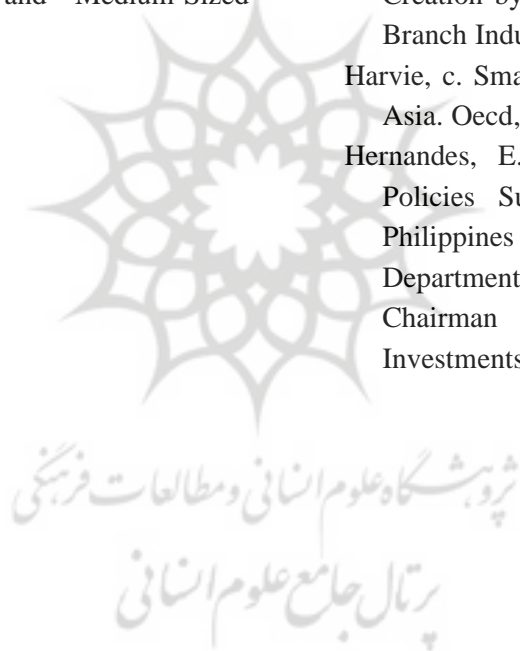 and Medium Sized
Creation by
Branch Indu
Harvie, c. Sma
Asia. Oecd,
Hernandes, E.
Policies Su
Philippines
Department
Chairman
Investments
پژوهشگاه علوم انسانی و مطالعات فرهنگی
پرتال جامع علوم انسانی